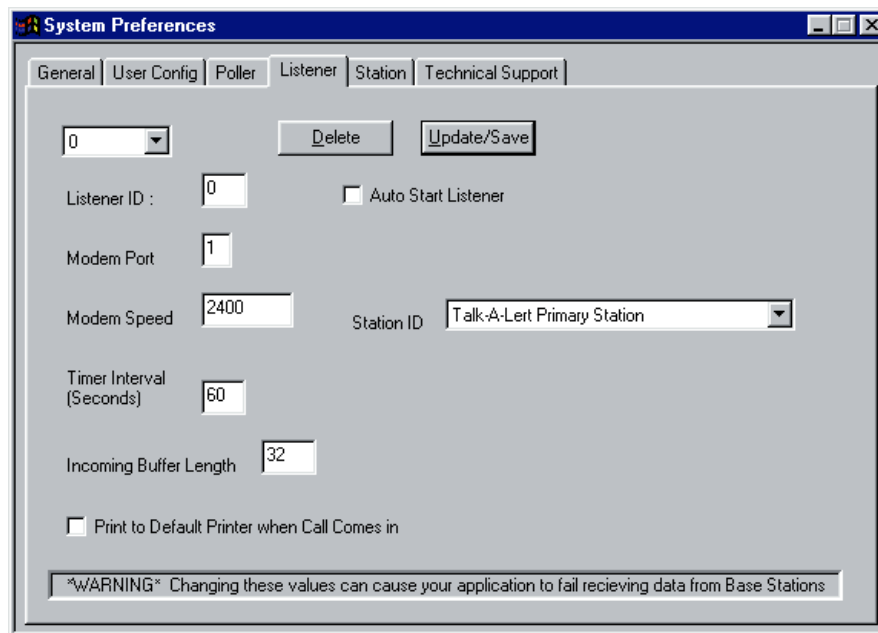 System Preferences
General User Config Poller Listener Station Technical Support
0 Delete Update/Save
Listener ID : 0 Auto Start Listener
Modem Port 1
Modem Speed 2400 Station ID Talk-A-Lert Primary Station
Timer Interval
(Seconds) 60
Incoming Buffer Length 32
Print to Default Printer when Call Comes in
*WARNING* Changing these values can cause your application to fail recieving data from Base Stations